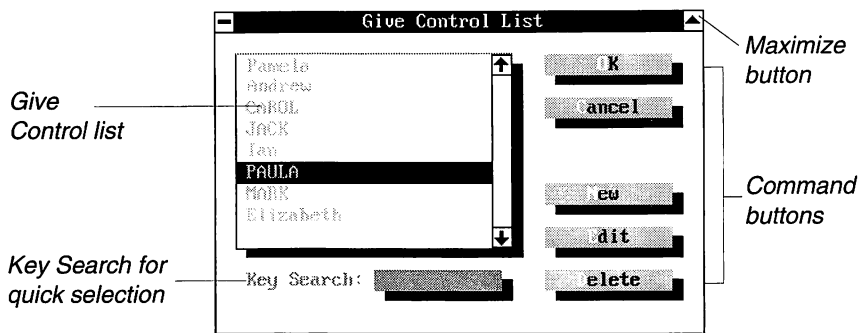 Give Control List
Maximize
button
Pamela
Andrew
CAROL
JACK
Ian
PAULA
MARK
Elizabeth
Give
Control list
OK
Cancel
New
Edit
Delete
Command
buttons
Key Search for
quick selection
Key Search: